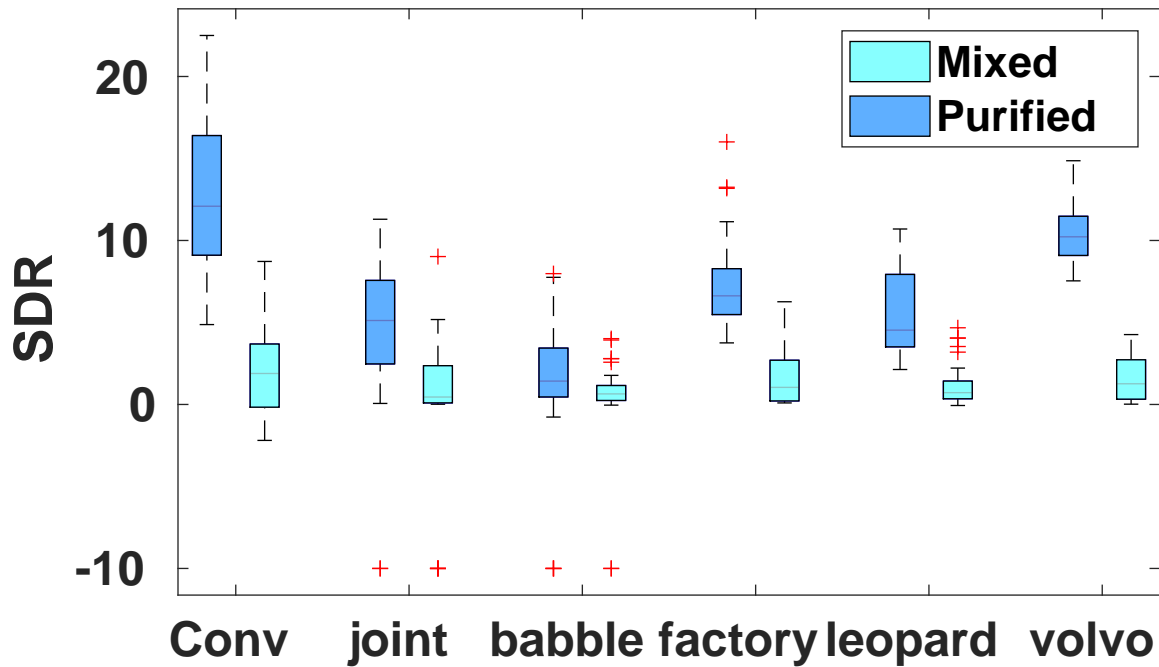 Mixed
Purified
20
10
0
-10
SDR
Conv joint babble factory leopard volvo